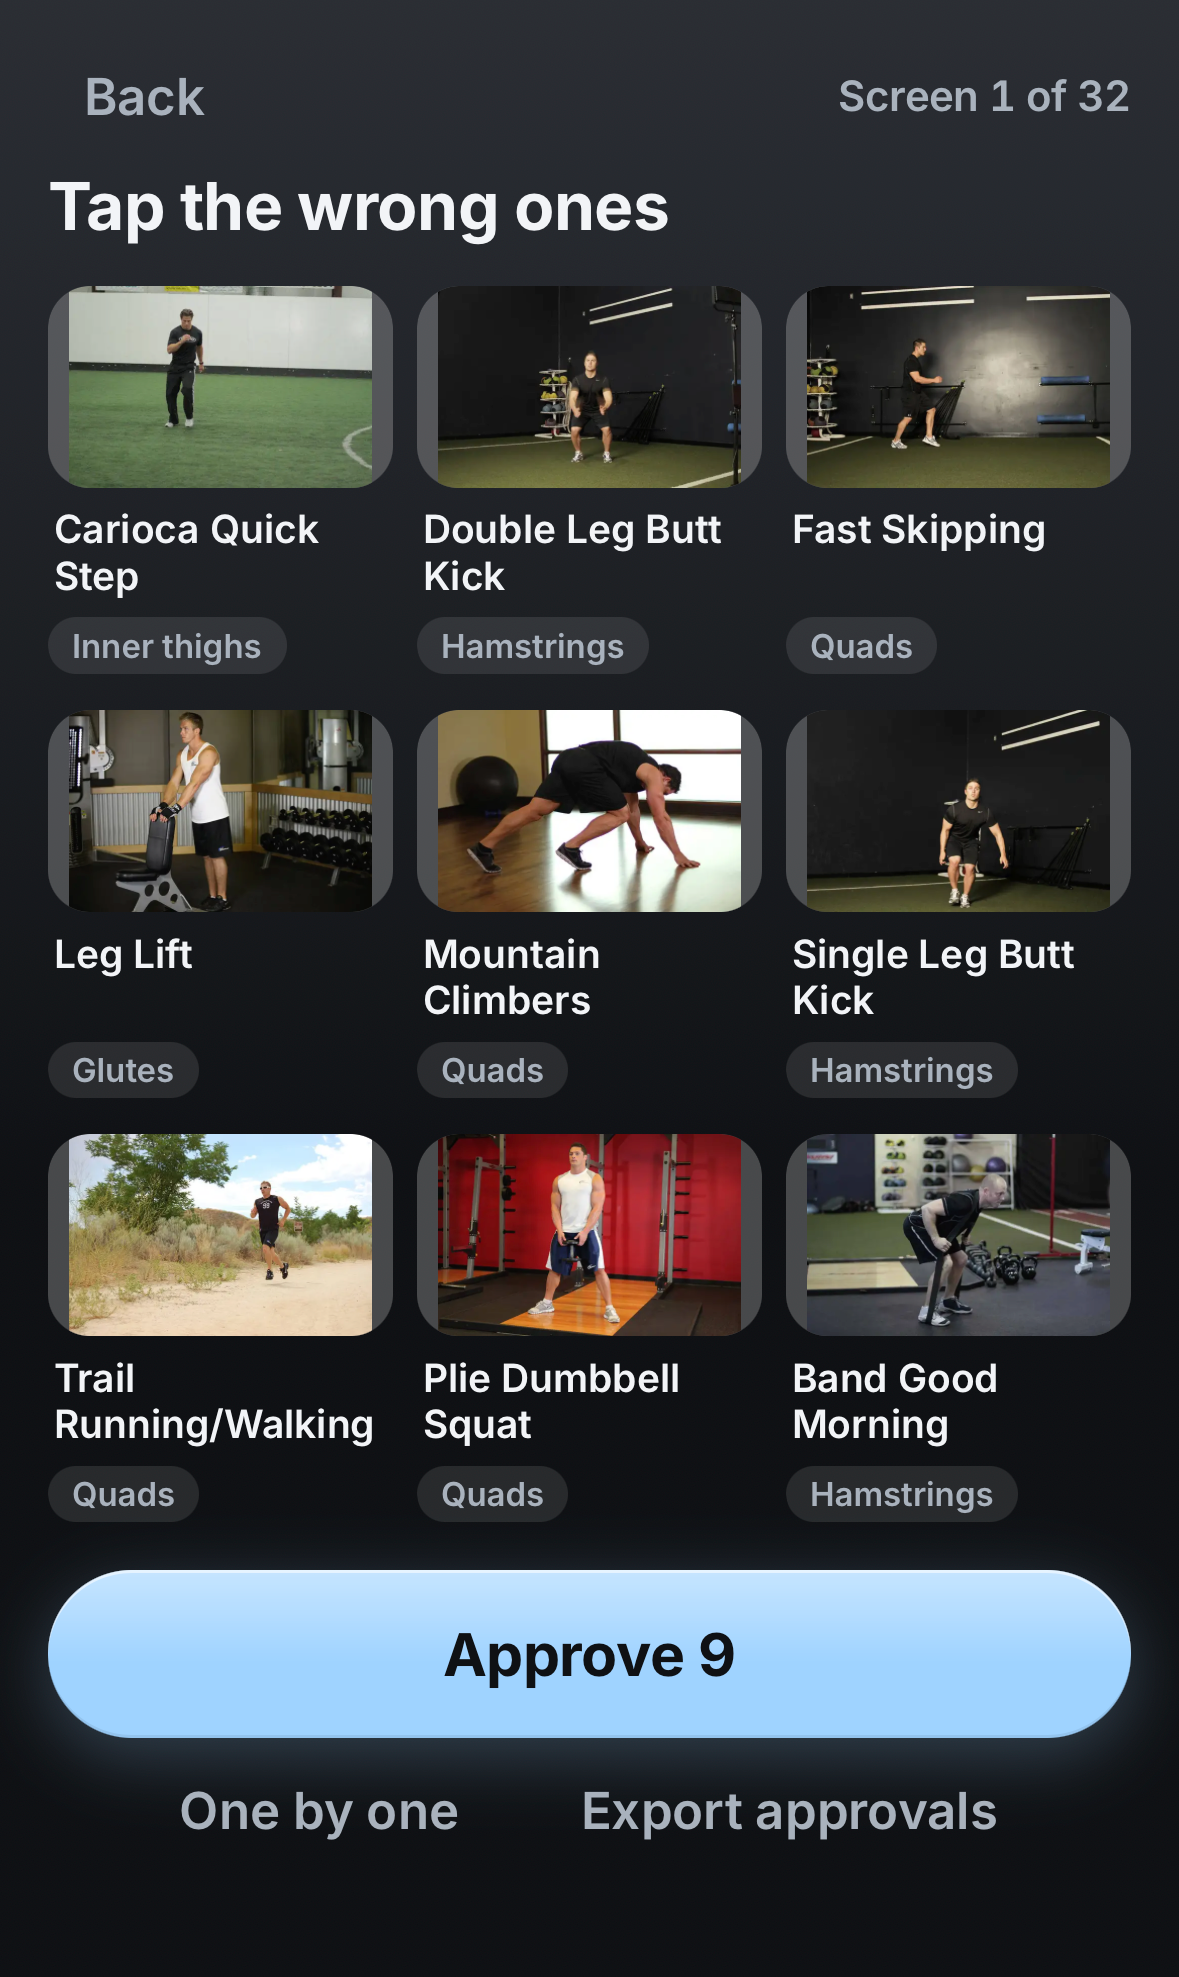 Back
Screen 1 of 32
Tap the wrong ones
Carioca Quick
Step
Inner thighs
Double Leg Butt
Kick
Hamstrings
Fast Skipping
Quads
Leg Lift
Glutes
Mountain
Climbers
Quads
Single Leg Butt
Kick
Hamstrings
Trail
Running/Walking
Quads
Plie Dumbbell
Squat
Quads
Band Good
Morning
Hamstrings
Approve 9
One by one
Export approvals